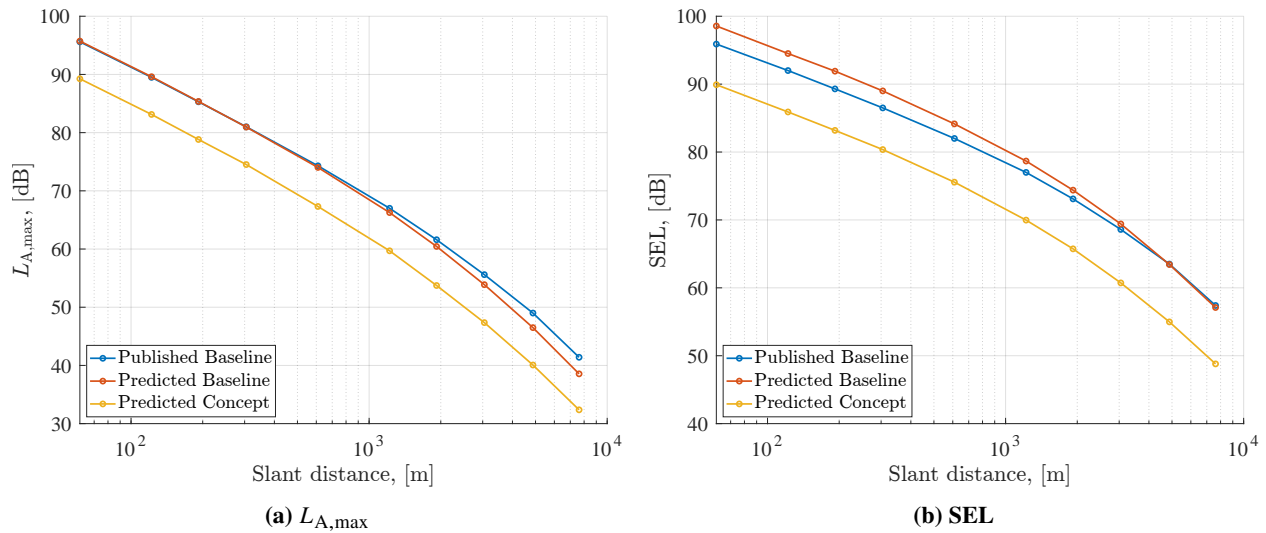 100
90
80
70
60
50
40
30
L_A,max, [dB]
Published Baseline
Predicted Baseline
Predicted Concept
10^2
10^3
10^4
Slant distance, [m]
(a) L_A,max
100
90
80
70
60
50
40
SEL, [dB]
Published Baseline
Predicted Baseline
Predicted Concept
10^2
10^3
10^4
Slant distance, [m]
(b) SEL